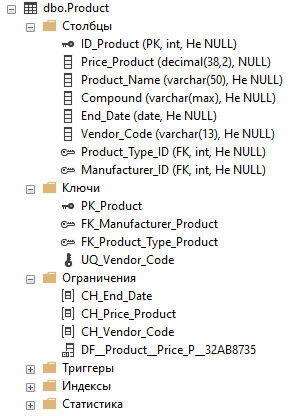 dbo.Product
Столбцы
ID_Product (PK, int, Не NULL)
Price_Product (decimal(38,2), NULL)
Product_Name (varchar(50), Не NULL)
Compound (varchar(max), Не NULL)
End_Date (date, Не NULL)
Vendor_Code (varchar(13), Не NULL)
Product_Type_ID (FK, int, Не NULL)
Manufacturer_ID (FK, int, Не NULL)
Ключи
PK_Product
FK_Manufacturer_Product
FK_Product_Type_Product
UQ_Vendor_Code
Ограничения
CH_End_Date
CH_Price_Product
CH_Vendor_Code
DF__Product__Price_P__32AB8735
Триггеры
Индексы
Статистика